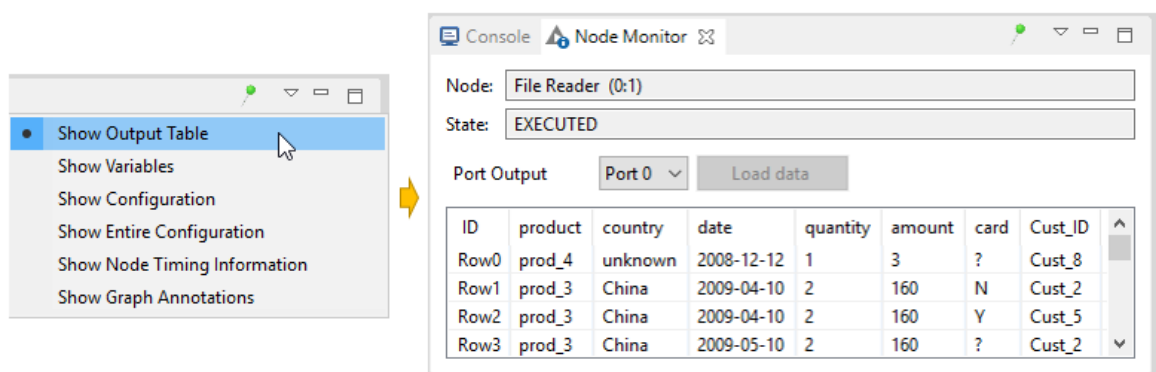 Show Output Table
Show Variables
Show Configuration
Show Entire Configuration
Show Node Timing Information
Show Graph Annotations
Console Node Monitor
Node: File Reader (0:1)
State: EXECUTED
Port Output Port 0 Load data
ID product country date quantity amount card Cust_ID
Row0 prod_4 unknown 2008-12-12 1 3 ? Cust_8
Row1 prod_3 China 2009-04-10 2 160 N Cust_2
Row2 prod_3 China 2009-04-10 2 160 Y Cust_5
Row3 prod_3 China 2009-05-10 2 160 ? Cust_2